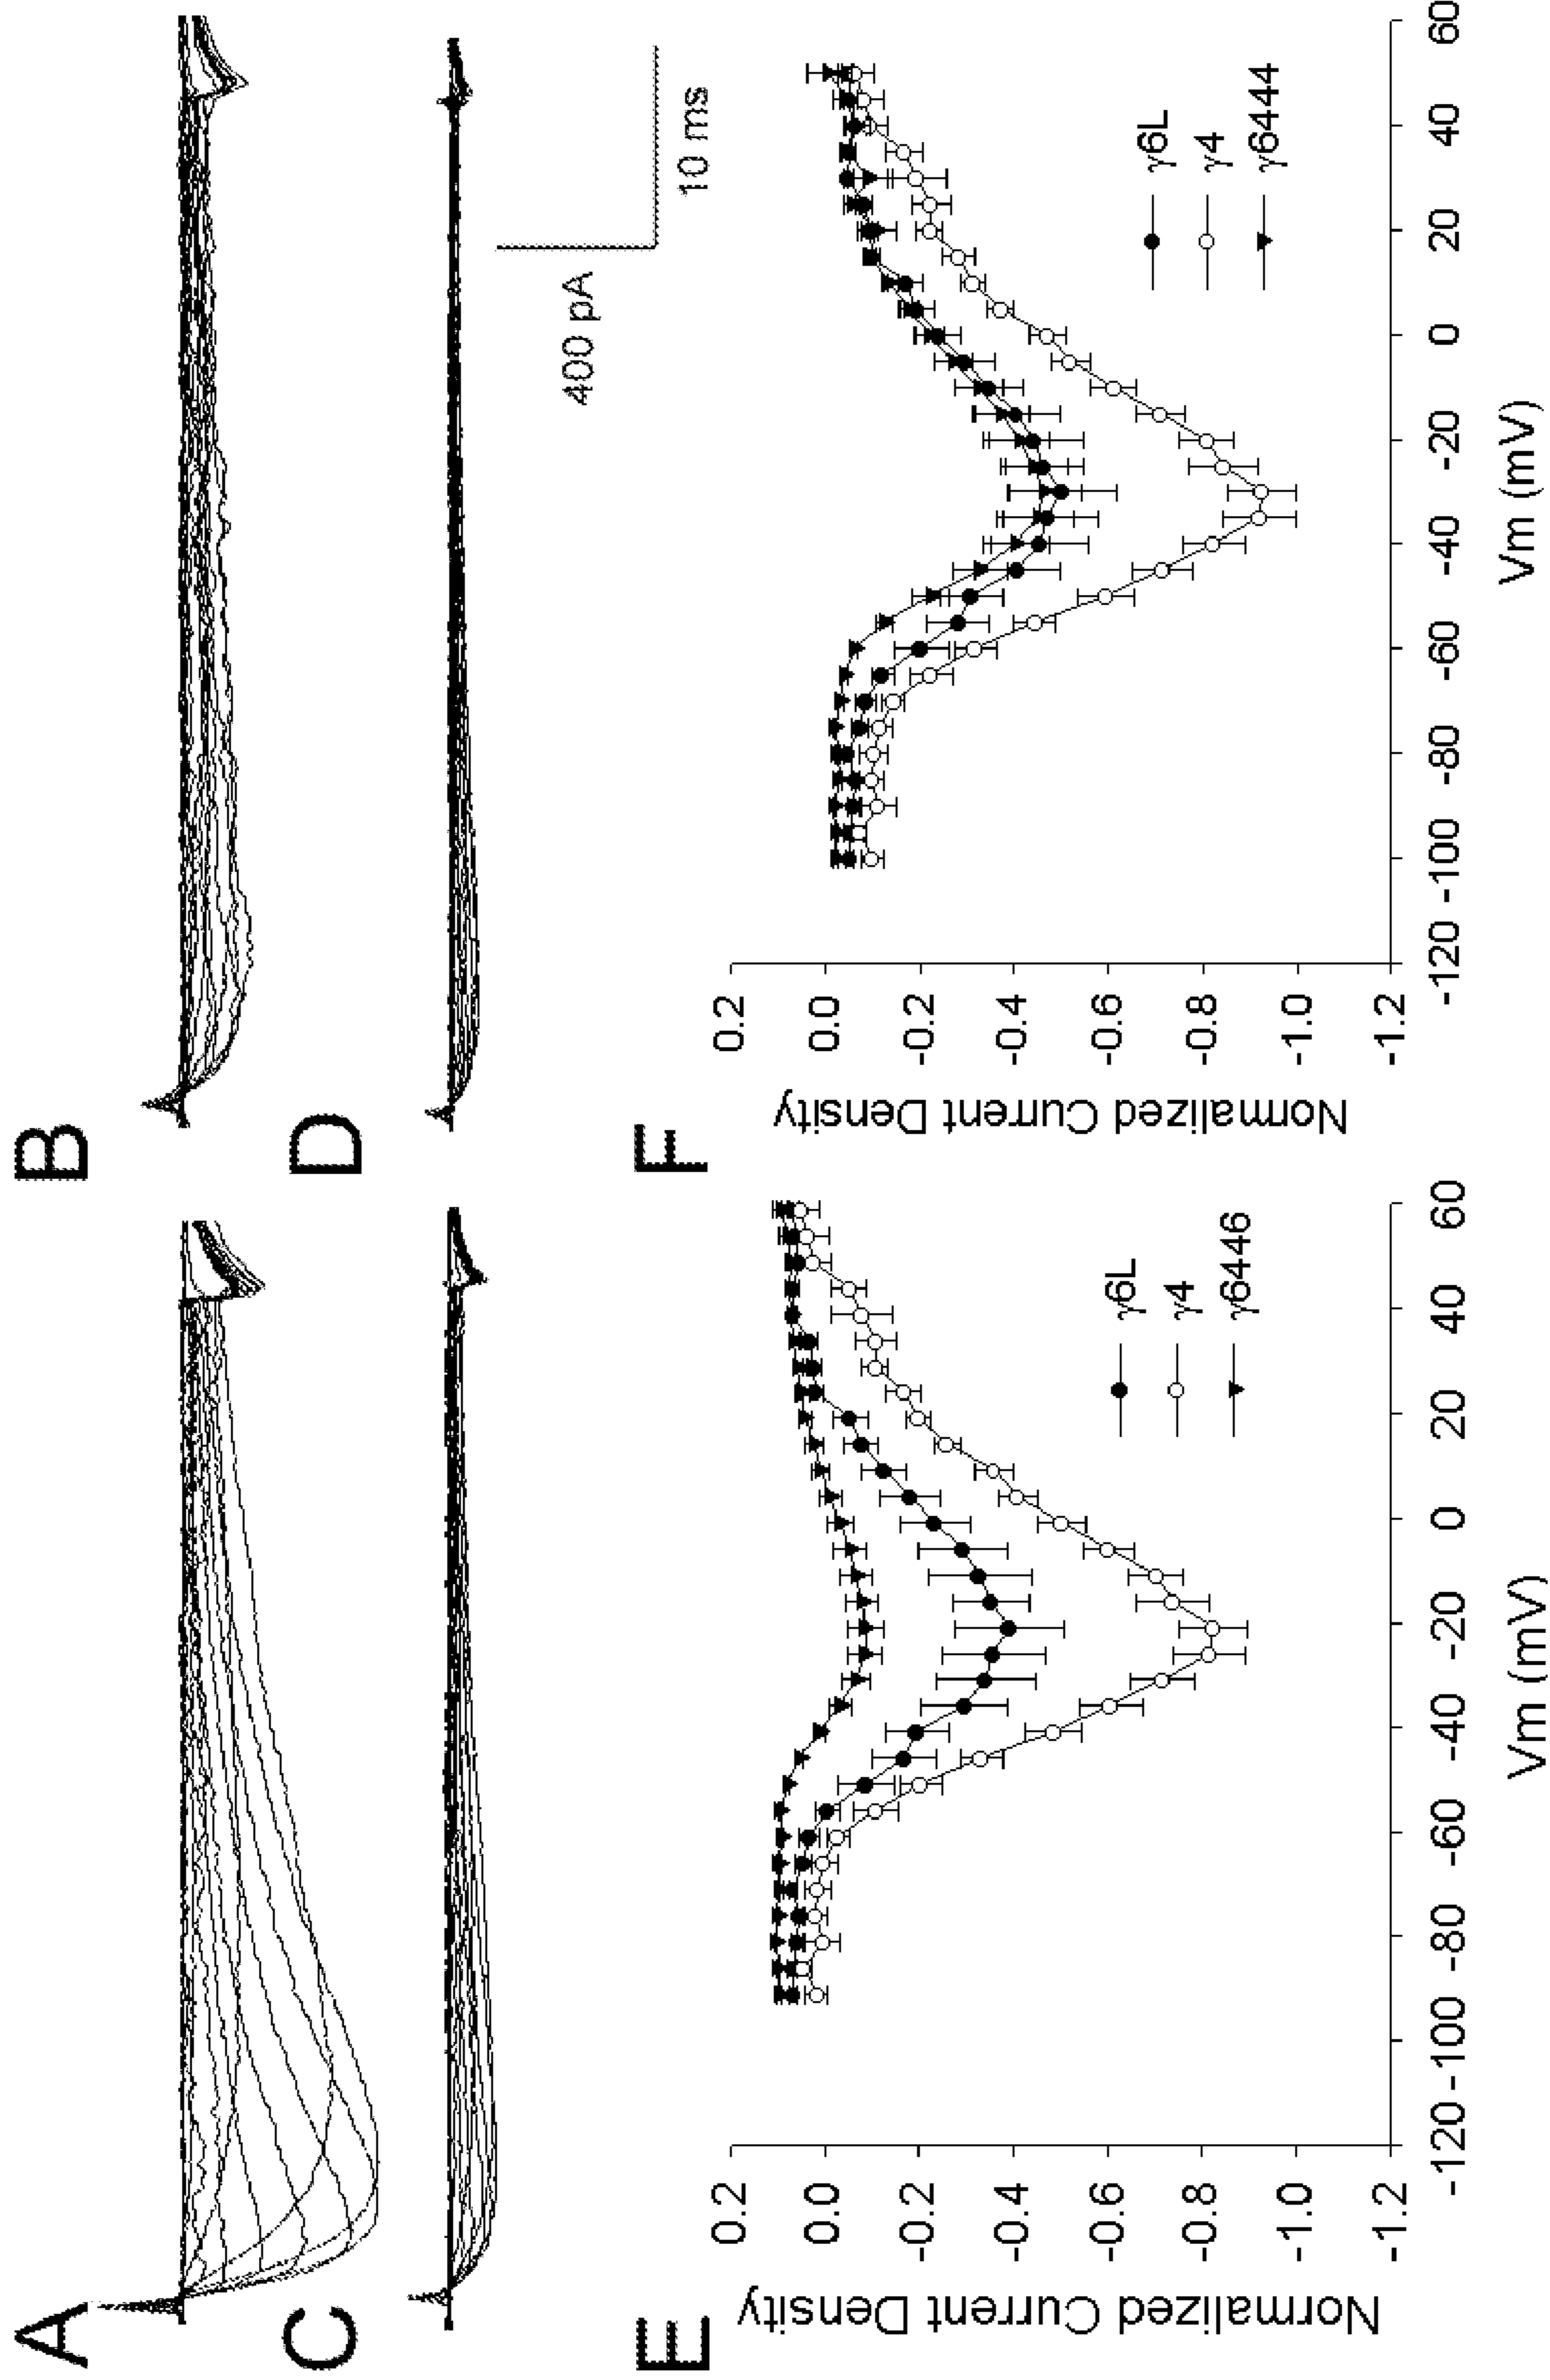 A
B
C
D
400 pA
10 ms
E
Normalized Current Density
0.2
0.0
-0.2
-0.4
-0.6
-0.8
-1.0
-1.2
-120 -100 -80 -60 -40 -20 0 20 40 60
Vm (mV)
γ6L
γ4
γ6446
F
Normalized Current Density
0.2
0.0
-0.2
-0.4
-0.6
-0.8
-1.0
-1.2
-120 -100 -80 -60 -40 -20 0 20 40 60
Vm (mV)
γ6L
γ4
γ6444